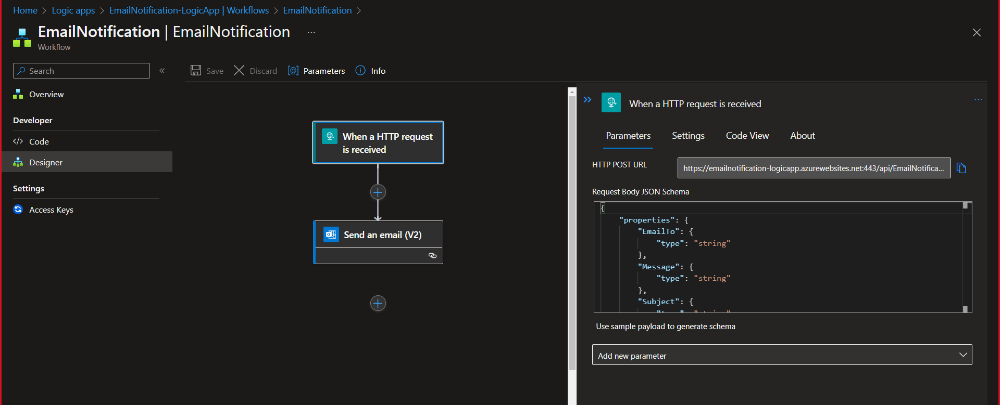 Home > Logic apps > EmailNotification-LogicApp | Workflows > EmailNotification >
EmailNotification | EmailNotification ...
Workflow
Search «
Save Discard [@] Parameters Info
Overview
Developer
</> Code
Designer
Settings
Access Keys
When a HTTP request
is received
Send an email (V2)
When a HTTP request is received
Parameters Settings Code View About
HTTP POST URL https://emailnotification-logicapp.azurewebsites.net:443/api/EmailNotifica...
Request Body JSON Schema
{
"properties": {
"EmailTo": {
"type": "string"
},
"Message": {
"type": "string"
},
"Subject": {
Use sample payload to generate schema
Add new parameter